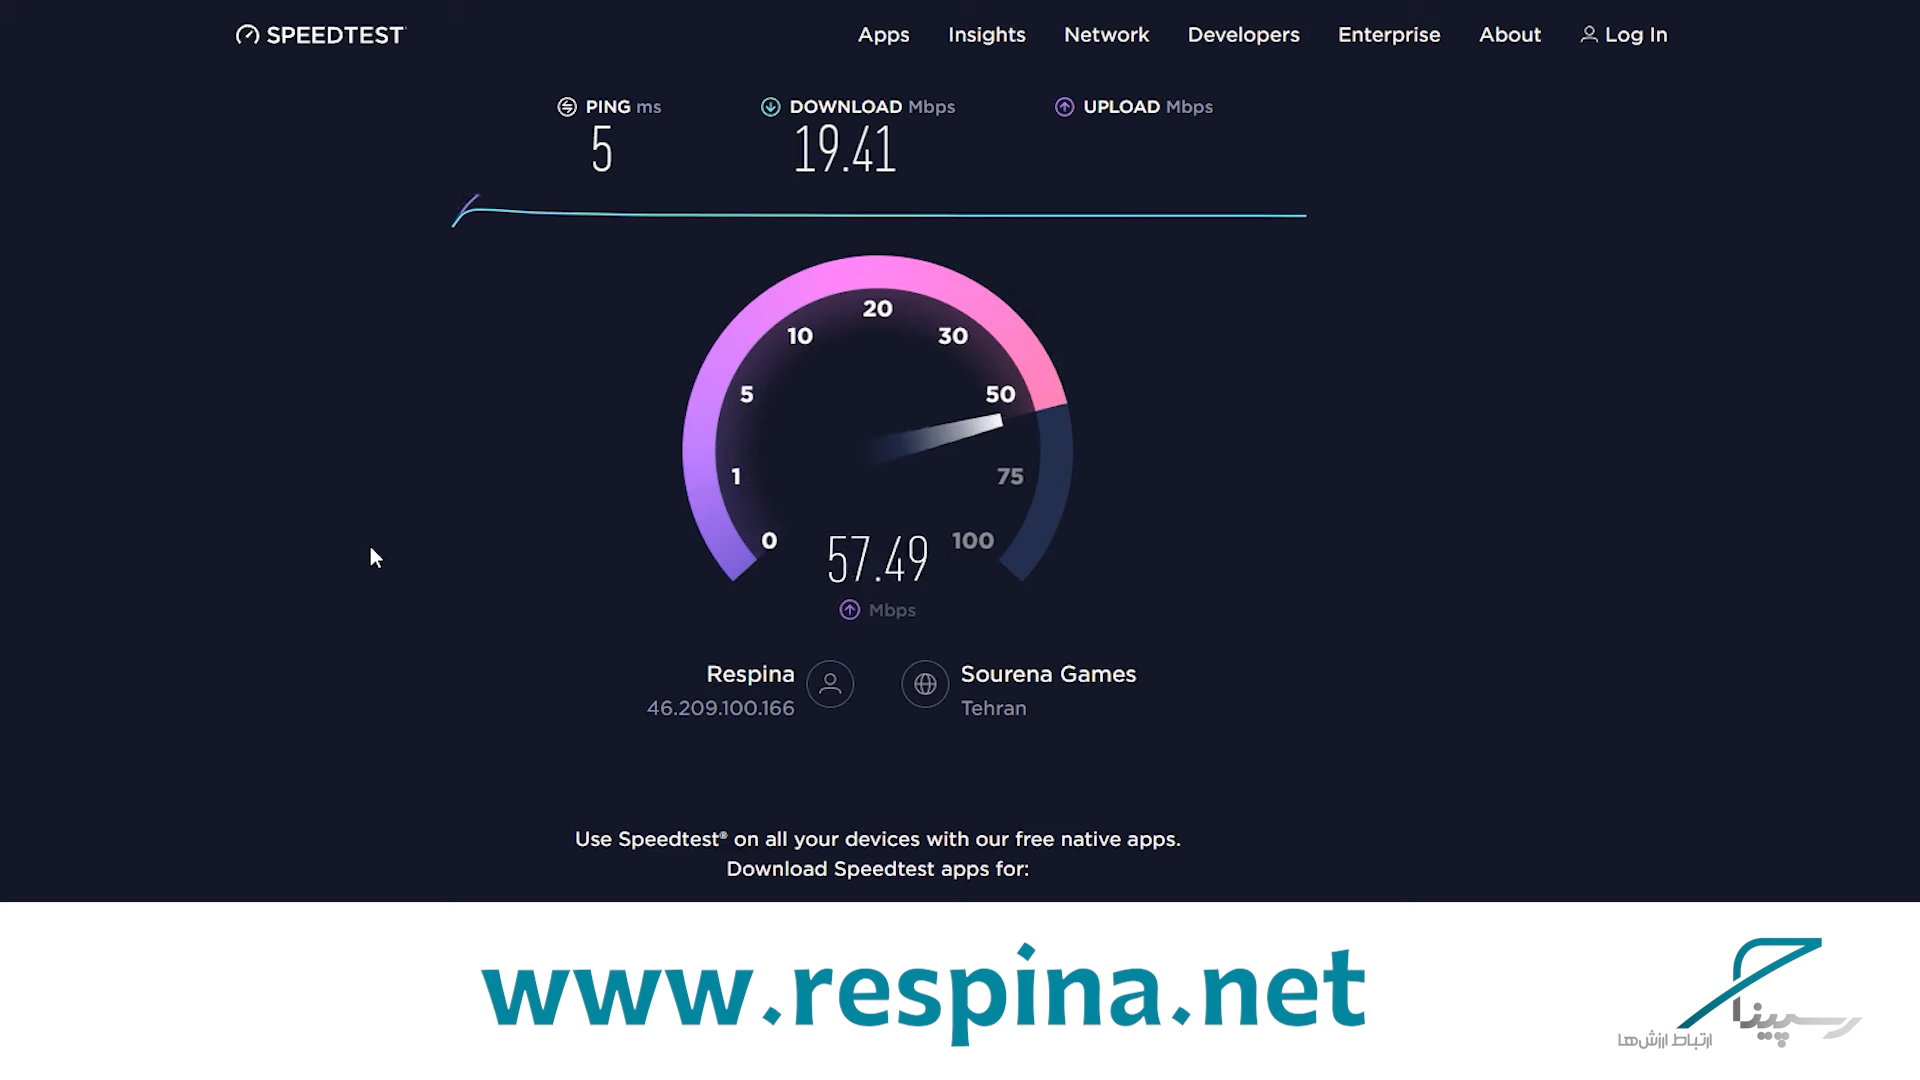 SPEEDTEST
Apps Insights Network Developers Enterprise About Log In
PING ms DOWNLOAD Mbps UPLOAD Mbps
5 19.41
0 1 5 10 20 30 50 75 100
57.49
Mbps
Respina Sourena Games
46.209.100.166 Tehran
Use Speedtest® on all your devices with our free native apps.
Download Speedtest apps for:
www.respina.net
رسپینا
ارتباط ارزش‌ها